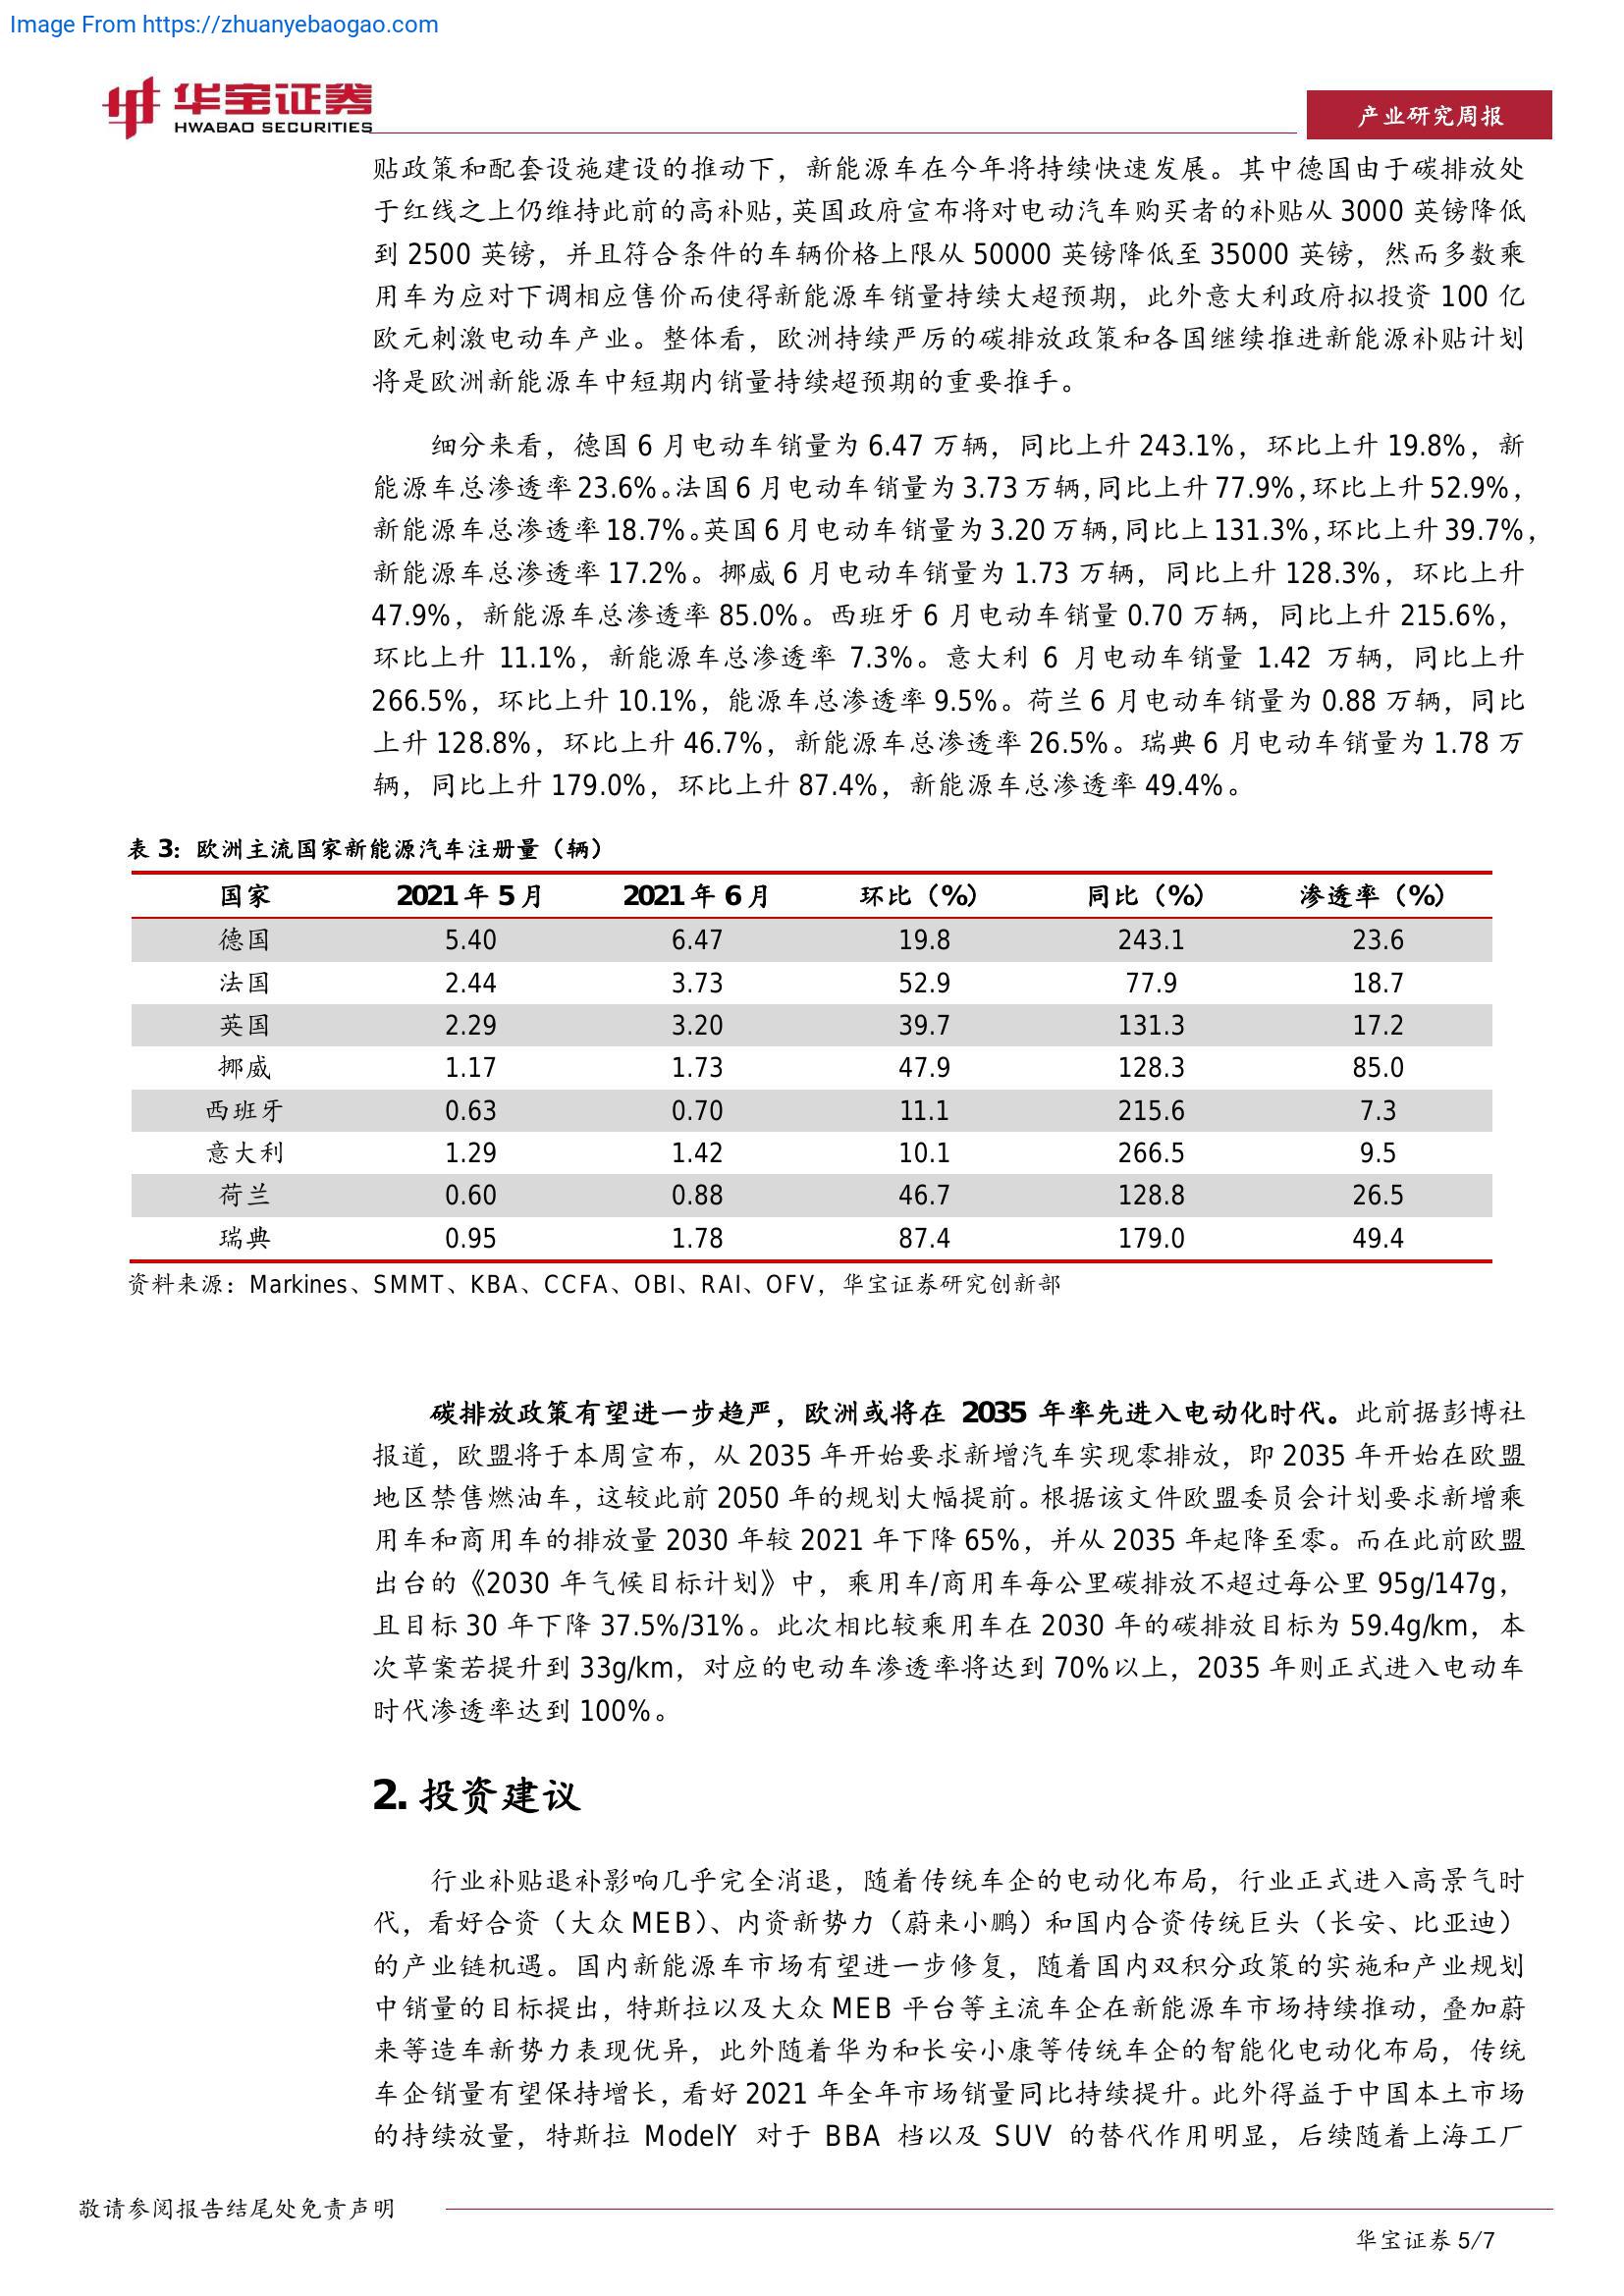 Image From https://zhuanyebaogao.com
华宝证券
HWABAO SECURITIES
产业研究周报
贴政策和配套设施建设的推动下，新能源车在今年将持续快速发展。其中德国由于碳排放处
于红线之上仍维持此前的高补贴，英国政府宣布将对电动汽车购买者的补贴从 3000 英镑降低
到 2500 英镑，并且符合条件的车辆价格上限从 50000 英镑降低至 35000 英镑，然而多数乘
用车为应对下调相应售价而使得新能源车销量持续大超预期，此外意大利政府拟投资 100 亿
欧元刺激电动车产业。整体看，欧洲持续严厉的碳排放政策和各国继续推进新能源补贴计划
将是欧洲新能源车中短期内销量持续超预期的重要推手。
细分来看，德国 6 月电动车销量为 6.47 万辆，同比上升 243.1%，环比上升 19.8%，新
能源车总渗透率 23.6%。法国 6 月电动车销量为 3.73 万辆，同比上升 77.9%，环比上升 52.9%，
新能源车总渗透率 18.7%。英国 6 月电动车销量为 3.20 万辆，同比上 131.3%，环比上升 39.7%，
新能源车总渗透率 17.2%。挪威 6 月电动车销量为 1.73 万辆，同比上升 128.3%，环比上升
47.9%，新能源车总渗透率 85.0%。西班牙 6 月电动车销量 0.70 万辆，同比上升 215.6%，
环比上升 11.1%，新能源车总渗透率 7.3%。意大利 6 月电动车销量 1.42 万辆，同比上升
266.5%，环比上升 10.1%，能源车总渗透率 9.5%。荷兰 6 月电动车销量为 0.88 万辆，同比
上升 128.8%，环比上升 46.7%，新能源车总渗透率 26.5%。瑞典 6 月电动车销量为 1.78 万
辆，同比上升 179.0%，环比上升 87.4%，新能源车总渗透率 49.4%。
表 3：欧洲主流国家新能源汽车注册量（辆）
国家 2021 年 5 月 2021 年 6 月 环比（%） 同比（%） 渗透率（%）
德国 5.40 6.47 19.8 243.1 23.6
法国 2.44 3.73 52.9 77.9 18.7
英国 2.29 3.20 39.7 131.3 17.2
挪威 1.17 1.73 47.9 128.3 85.0
西班牙 0.63 0.70 11.1 215.6 7.3
意大利 1.29 1.42 10.1 266.5 9.5
荷兰 0.60 0.88 46.7 128.8 26.5
瑞典 0.95 1.78 87.4 179.0 49.4
资料来源：Markines、SMMT、KBA、CCFA、OBI、RAI、OFV，华宝证券研究创新部
碳排放政策有望进一步趋严，欧洲或将在 2035 年率先进入电动化时代。此前据彭博社
报道，欧盟将于本周宣布，从 2035 年开始要求新增汽车实现零排放，即 2035 年开始在欧盟
地区禁售燃油车，这较此前 2050 年的规划大幅提前。根据该文件欧盟委员会计划要求新增乘
用车和商用车的排放量 2030 年较 2021 年下降 65%，并从 2035 年起降至零。而在此前欧盟
出台的《2030 年气候目标计划》中，乘用车/商用车每公里碳排放不超过每公里 95g/147g，
且目标 30 年下降 37.5%/31%。此次相比较乘用车在 2030 年的碳排放目标为 59.4g/km，本
次草案若提升到 33g/km，对应的电动车渗透率将达到 70%以上，2035 年则正式进入电动车
时代渗透率达到 100%。
2. 投资建议
行业补贴退补影响几乎完全消退，随着传统车企的电动化布局，行业正式进入高景气时
代，看好合资（大众 MEB）、内资新势力（蔚来小鹏）和国内合资传统巨头（长安、比亚迪）
的产业链机遇。国内新能源车市场有望进一步修复，随着国内双积分政策的实施和产业规划
中销量的目标提出，特斯拉以及大众 MEB 平台等主流车企在新能源车市场持续推动，叠加蔚
来等造车新势力表现优异，此外随着华为和长安小康等传统车企的智能化电动化布局，传统
车企销量有望保持增长，看好 2021 年全年市场销量同比持续提升。此外得益于中国本土市场
的持续放量，特斯拉 ModelY 对于 BBA 档以及 SUV 的替代作用明显，后续随着上海工厂
敬请参阅报告结尾处免责声明
华宝证券 5/7